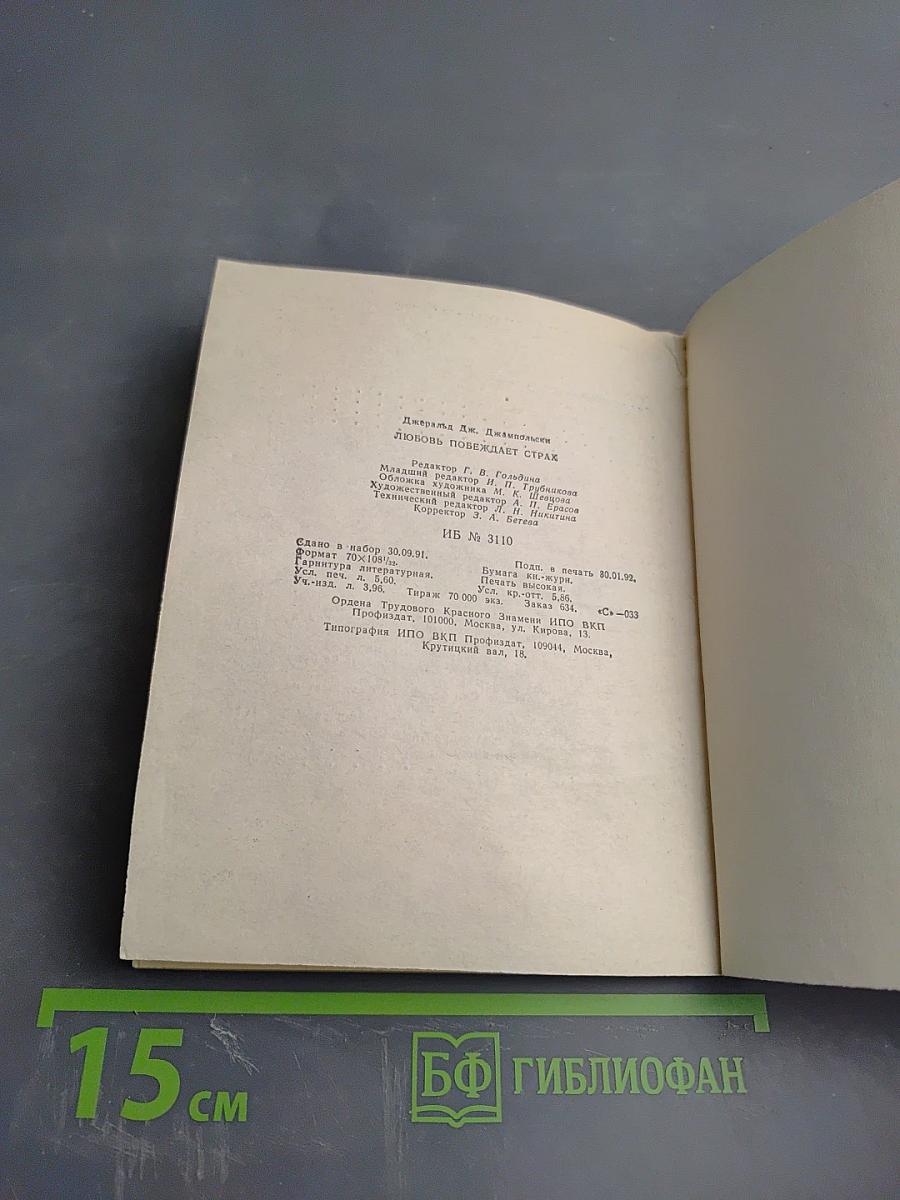 Джеральд Дж. Джампольски
ЛЮБОВЬ ПОБЕЖДАЕТ СТРАХ
Редактор Г. В. Гольдина
Младший редактор И. П. Трубникова
Обложка художника М. К. Шевцова
Художественный редактор А. П. Ерасов
Технический редактор Л. Н. Никитина
Корректор З. А. Бетева
ИБ № 3110
Сдано в набор 30.09.91. Подп. в печать 30.01.92.
Формат 70×108¹/₃₂. Бумага кн.-журн.
Гарнитура литературная. Печать высокая.
Усл. печ. л. 5,60. Усл. кр.-отт. 5,86.
Уч.-изд. л. 3,96. Тираж 70 000 экз. Заказ 634. «С»—033
Ордена Трудового Красного Знамени ИПО ВКП
Профиздат, 101000, Москва, ул. Кирова, 13.
Типография ИПО ВКП Профиздат, 109044, Москва,
Крутицкий вал, 18.
15 см
БФ ГИБЛИОФАН